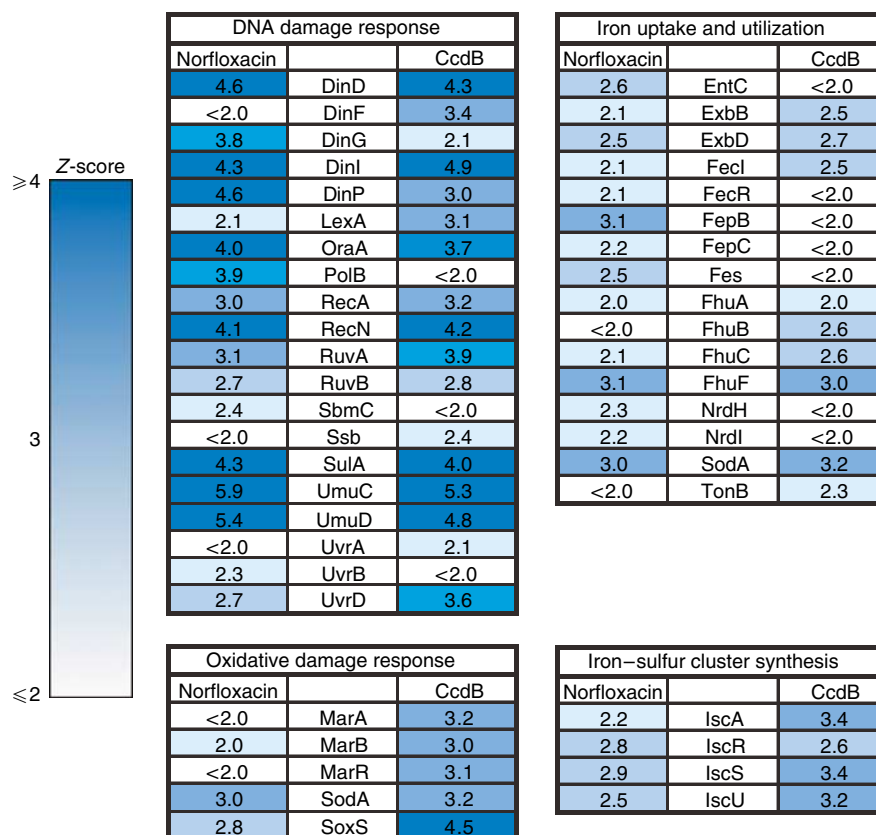 Z-score
⩾4
3
⩽2
DNA damage response
Norfloxacin CcdB
4.6 DinD 4.3
<2.0 DinF 3.4
3.8 DinG 2.1
4.3 DinI 4.9
4.6 DinP 3.0
2.1 LexA 3.1
4.0 OraA 3.7
3.9 PolB <2.0
3.0 RecA 3.2
4.1 RecN 4.2
3.1 RuvA 3.9
2.7 RuvB 2.8
2.4 SbmC <2.0
<2.0 Ssb 2.4
4.3 SulA 4.0
5.9 UmuC 5.3
5.4 UmuD 4.8
<2.0 UvrA 2.1
2.3 UvrB <2.0
2.7 UvrD 3.6
Iron uptake and utilization
Norfloxacin CcdB
2.6 EntC <2.0
2.1 ExbB 2.5
2.5 ExbD 2.7
2.1 FecI 2.5
2.1 FecR <2.0
3.1 FepB <2.0
2.2 FepC <2.0
2.5 Fes <2.0
2.0 FhuA 2.0
<2.0 FhuB 2.6
2.1 FhuC 2.6
3.1 FhuF 3.0
2.3 NrdH <2.0
2.2 NrdI <2.0
3.0 SodA 3.2
<2.0 TonB 2.3
Oxidative damage response
Norfloxacin CcdB
<2.0 MarA 3.2
2.0 MarB 3.0
<2.0 MarR 3.1
3.0 SodA 3.2
2.8 SoxS 4.5
Iron–sulfur cluster synthesis
Norfloxacin CcdB
2.2 IscA 3.4
2.8 IscR 2.6
2.9 IscS 3.4
2.5 IscU 3.2